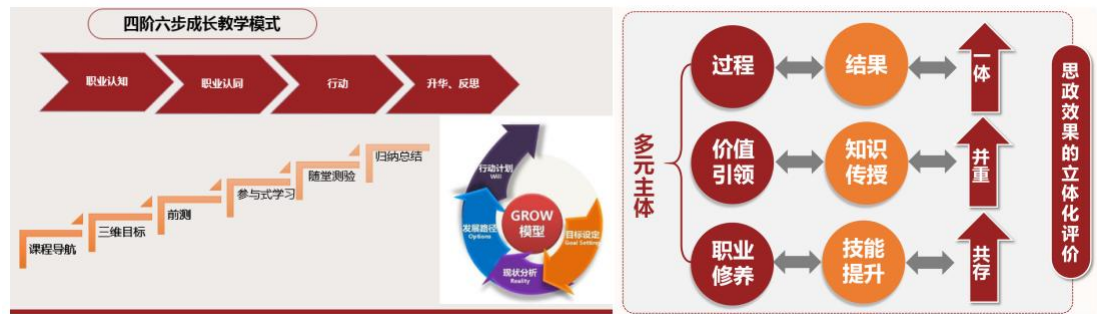 四阶六步成长教学模式
职业认知
职业认同
行动
升华、反思
课程导航
三维目标
前测
参与式学习
随堂测验
归纳总结
行动计划
Will
发展路径
Options
GROW
模型
目标设定
Goal Setting
现状分析
Reality
多元主体
过程
结果
一体
价值
引领
知识
传授
并重
职业
修养
技能
提升
共存
思政效果的立体化评价